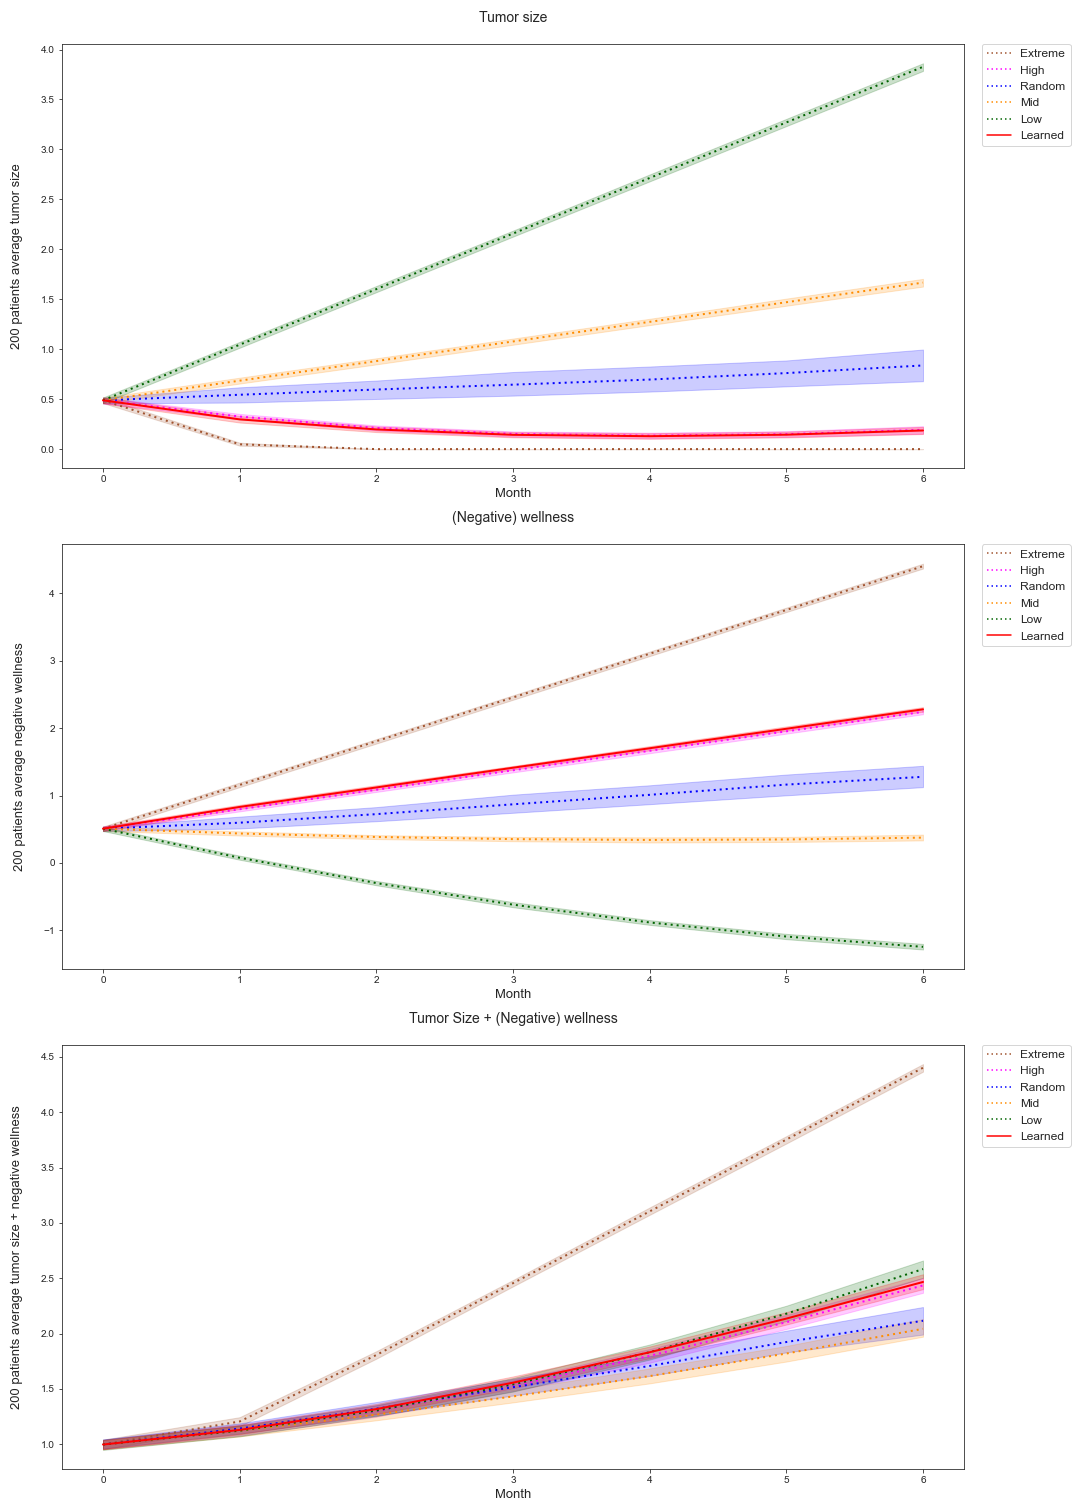 Tumor size
200 patients average tumor size
4.0
3.5
3.0
2.5
2.0
1.5
1.0
0.5
0.0
0 1 2 3 4 5 6
Month
Extreme
High
Random
Mid
Low
Learned
(Negative) wellness
200 patients average negative wellness
4
3
2
1
0
−1
0 1 2 3 4 5 6
Month
Extreme
High
Random
Mid
Low
Learned
Tumor Size + (Negative) wellness
200 patients average tumor size + negative wellness
4.5
4.0
3.5
3.0
2.5
2.0
1.5
1.0
0 1 2 3 4 5 6
Month
Extreme
High
Random
Mid
Low
Learned